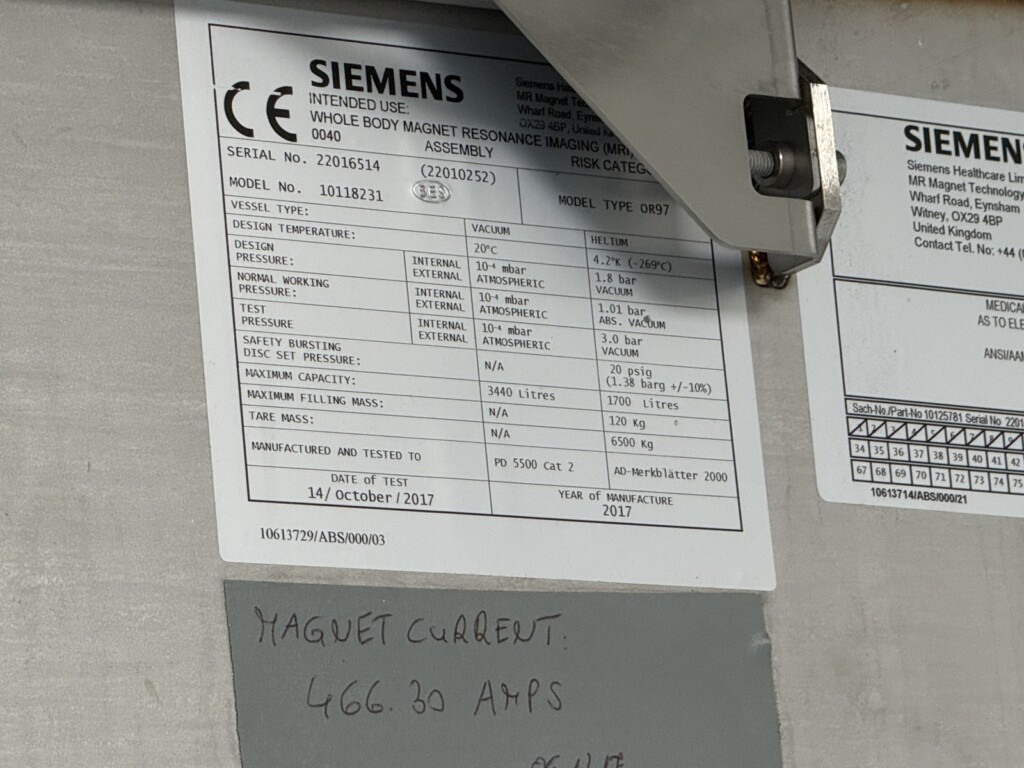 SIEMENS
CE
0040
INTENDED USE:
WHOLE BODY MAGNET RESONANCE IMAGING (MRI)
ASSEMBLY
Wharf Road,
OX29 4BP,
SERIAL No. 22016514 (22010252)
MODEL No. 10118231 BES
MODEL TYPE OR97
VESSEL TYPE: VACUUM HELIUM
DESIGN TEMPERATURE: 20°C 4.2°K (-269°C)
DESIGN PRESSURE: INTERNAL 10-4 mbar 1.8 bar
EXTERNAL ATMOSPHERIC VACUUM
NORMAL WORKING PRESSURE: INTERNAL 10-4 mbar 1.01 bar
EXTERNAL ATMOSPHERIC ABS. VACUUM
TEST PRESSURE INTERNAL 10-4 mbar 3.0 bar
EXTERNAL ATMOSPHERIC VACUUM
SAFETY BURSTING DISC SET PRESSURE: N/A 20 psig
(1.38 barg +/-10%)
MAXIMUM CAPACITY: 3440 Litres 1700 Litres
MAXIMUM FILLING MASS: N/A 120 Kg
TARE MASS: N/A 6500 Kg
MANUFACTURED AND TESTED TO PD 5500 Cat 2 AD-Merkblätter 2000
DATE of TEST YEAR of MANUFACTURE
14/October/2017 2017
10613729/ABS/000/03
MAGNET CURRENT:
466.30 AMPS
SIEMEN
Siemens Healthcare
MR Magnet Technology
Wharf Road, Eynsham
Witney, OX29 4BP
United Kingdom
Contact Tel. No: +44
AS TO
Sach-No./Part-No 10125781 Serial No
34 35 36 37 38 39 40 41 42
67 68 69 70 71 72 73 74 75
10613714/ABS/000/21